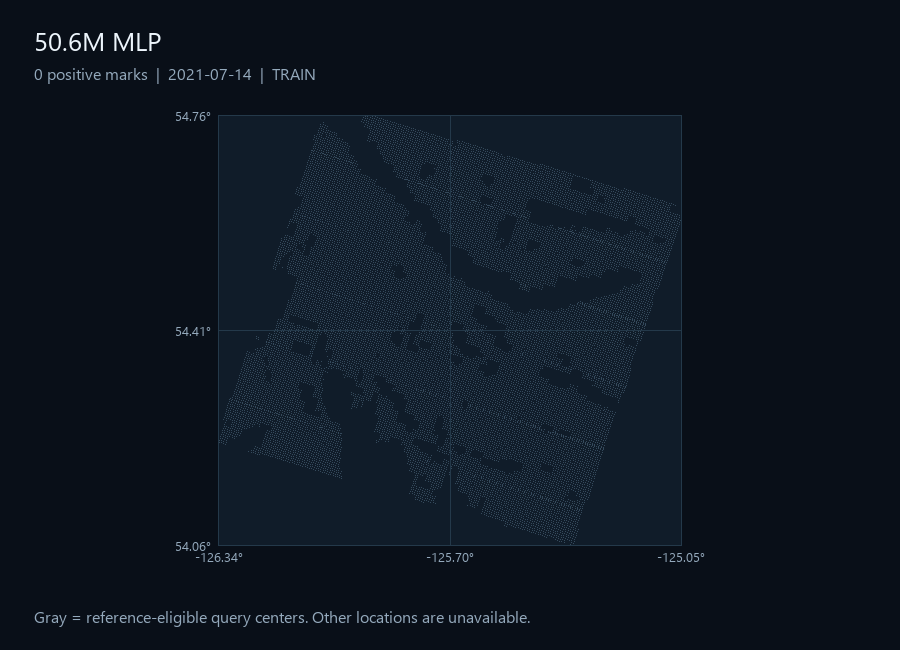 50.6M MLP
0 positive marks | 2021-07-14 | TRAIN
54.76°
54.41°
54.06°
-126.34° -125.70° -125.05°
Gray = reference-eligible query centers. Other locations are unavailable.